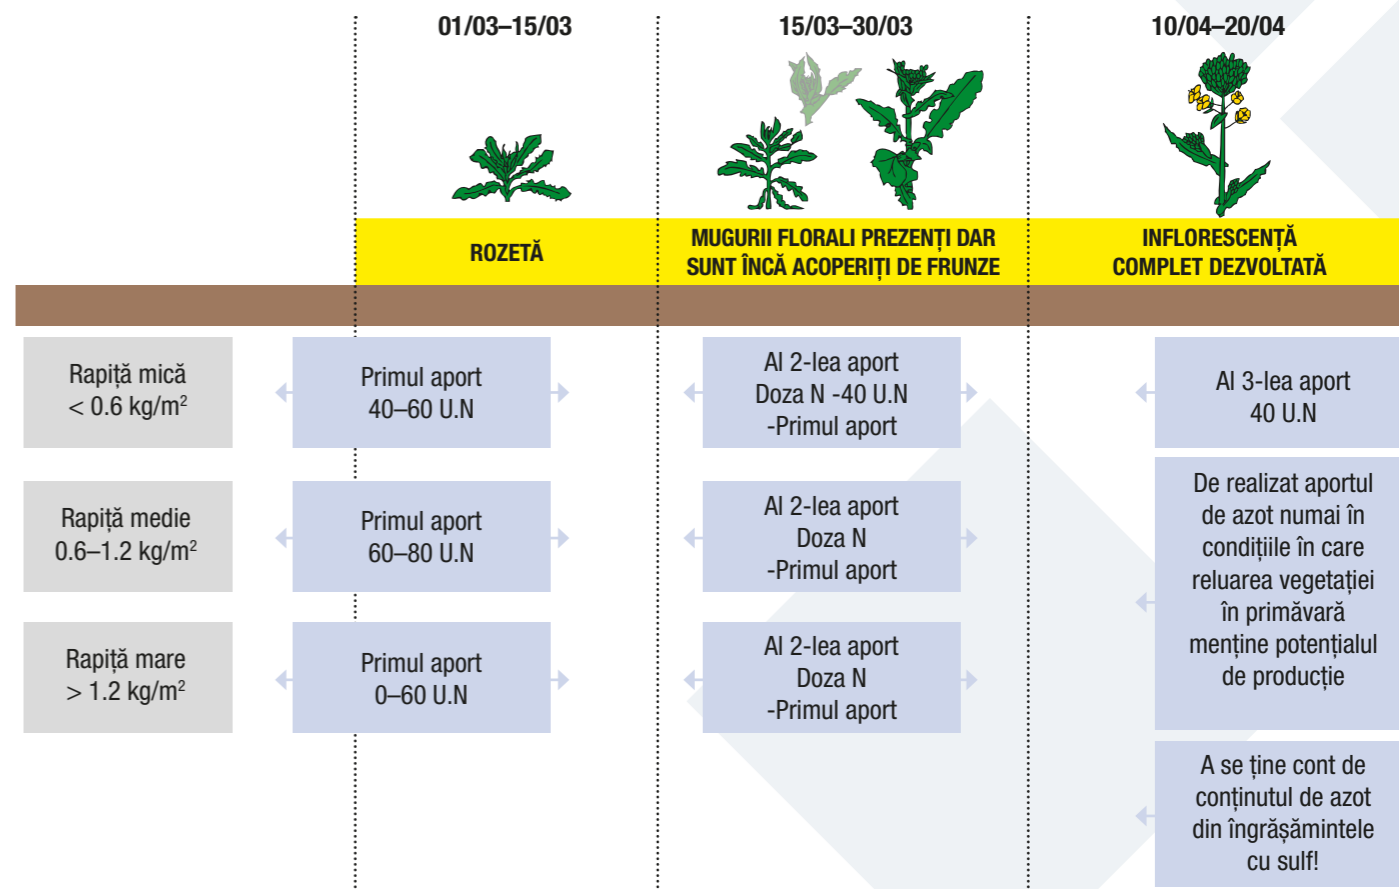 01/03–15/03
15/03–30/03
10/04–20/04
ROZETĂ
MUGURII FLORALI PREZENȚI DAR
SUNT ÎNCĂ ACOPERIȚI DE FRUNZE
INFLORESCENȚĂ
COMPLET DEZVOLTATĂ
Rapiță mică
< 0.6 kg/m²
Primul aport
40–60 U.N
Al 2-lea aport
Doza N -40 U.N
-Primul aport
Al 3-lea aport
40 U.N
Rapiță medie
0.6–1.2 kg/m²
Primul aport
60–80 U.N
Al 2-lea aport
Doza N
-Primul aport
De realizat aportul
de azot numai în
condițiile în care
reluarea vegetației
în primăvară
menține potențialul
de producție
Rapiță mare
> 1.2 kg/m²
Primul aport
0–60 U.N
Al 2-lea aport
Doza N
-Primul aport
A se ține cont de
conținutul de azot
din îngrășămintele
cu sulf!